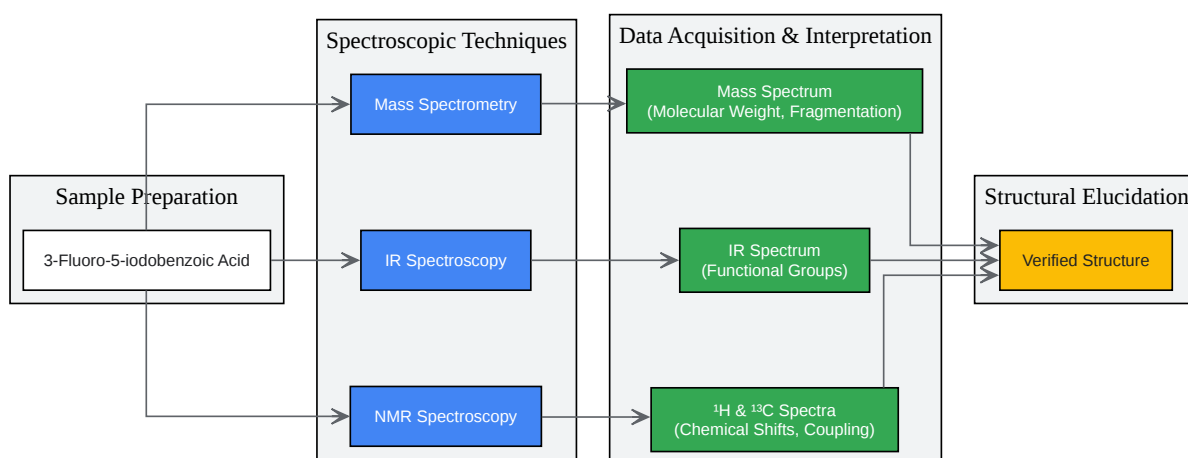 Spectroscopic Techniques
Data Acquisition & Interpretation
Mass Spectrometry
Mass Spectrum
(Molecular Weight, Fragmentation)
Sample Preparation
Structural Elucidation
3-Fluoro-5-iodobenzoic Acid
IR Spectroscopy
IR Spectrum
(Functional Groups)
Verified Structure
NMR Spectroscopy
¹H & ¹³C Spectra
(Chemical Shifts, Coupling)